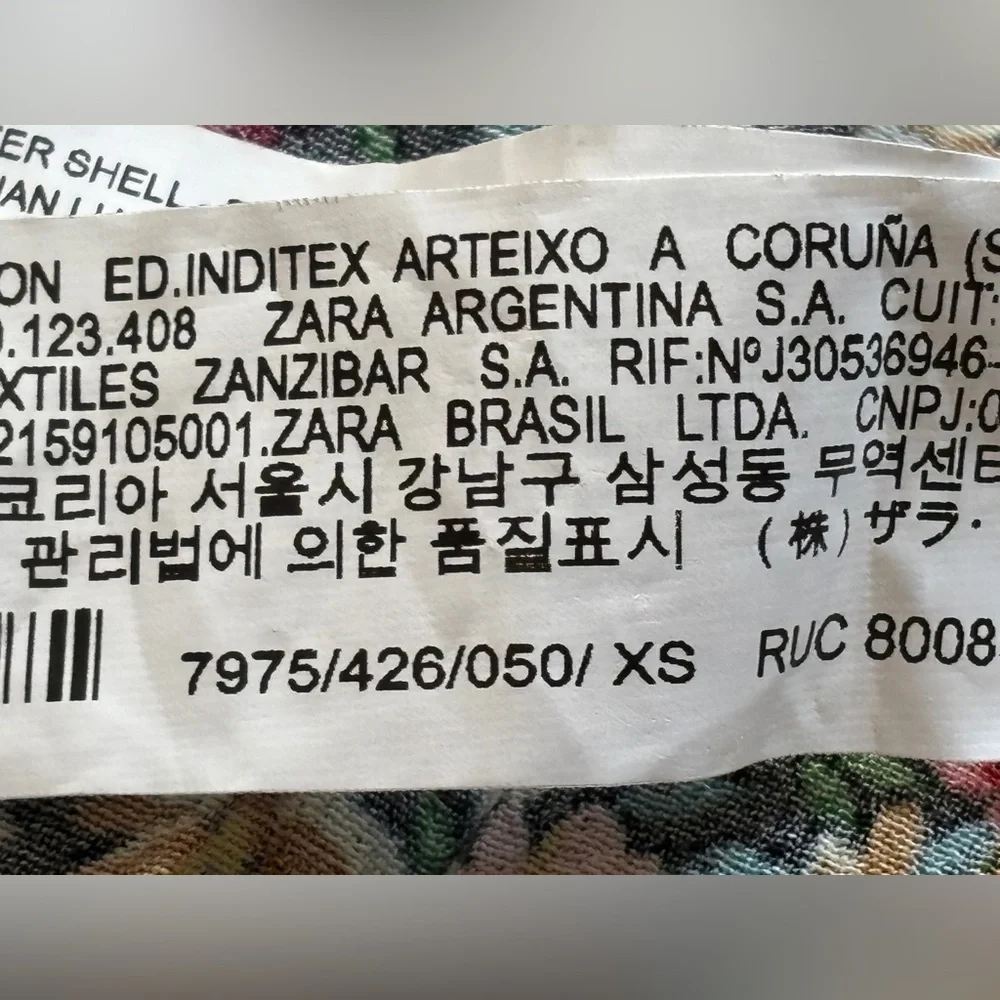 ER SHELL
ON ED.INDITEX ARTEIXO A CORUÑA (S
.123.408 ZARA ARGENTINA S.A. CUIT:
XTILES ZANZIBAR S.A. RIF:NºJ30536946-
2159105001.ZARA BRASIL LTDA. CNPJ:0
코리아 서울시 강남구 삼성동 무역센터
관리법에 의한 품질표시 (株)ザラ・
7975/426/050/ XS RUC 8008